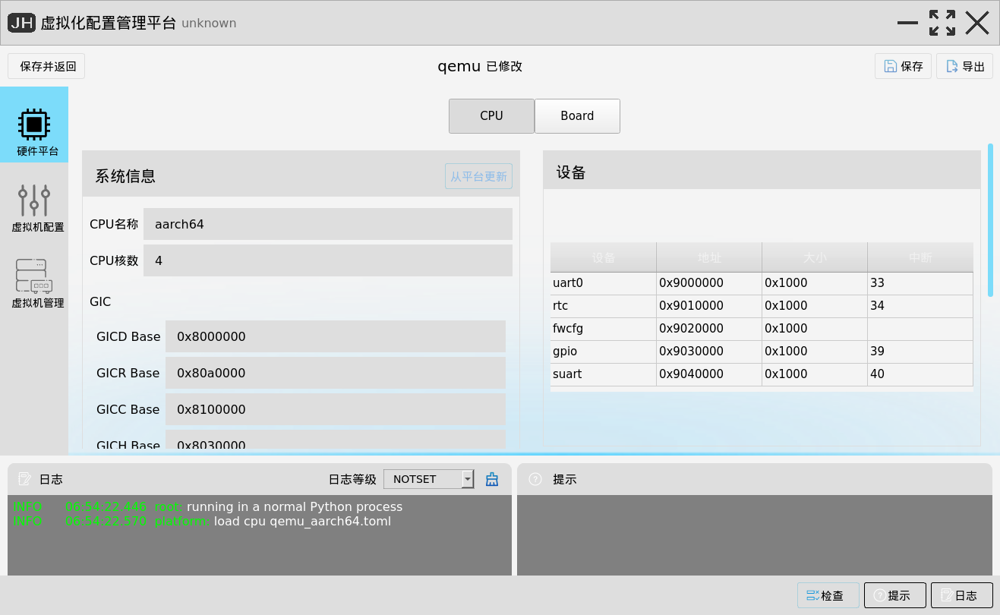 JH 虚拟化配置管理平台 unknown
保存并返回 qemu 已修改 保存 导出
CPU Board
硬件平台
虚拟机配置
虚拟机管理
系统信息 从平台更新
CPU名称 aarch64
CPU核数 4
GIC
GICD Base 0x8000000
GICR Base 0x80a0000
GICC Base 0x8100000
GICH Base 0x8030000
设备
设备 地址 大小 中断
uart0 0x9000000 0x1000 33
rtc 0x9010000 0x1000 34
fwcfg 0x9020000 0x1000
gpio 0x9030000 0x1000 39
suart 0x9040000 0x1000 40
日志 日志等级 NOTSET
INFO 06:54:22.446 root: running in a normal Python process
INFO 06:54:22.570 platform: load cpu qemu_aarch64.toml
提示
检查 提示 日志